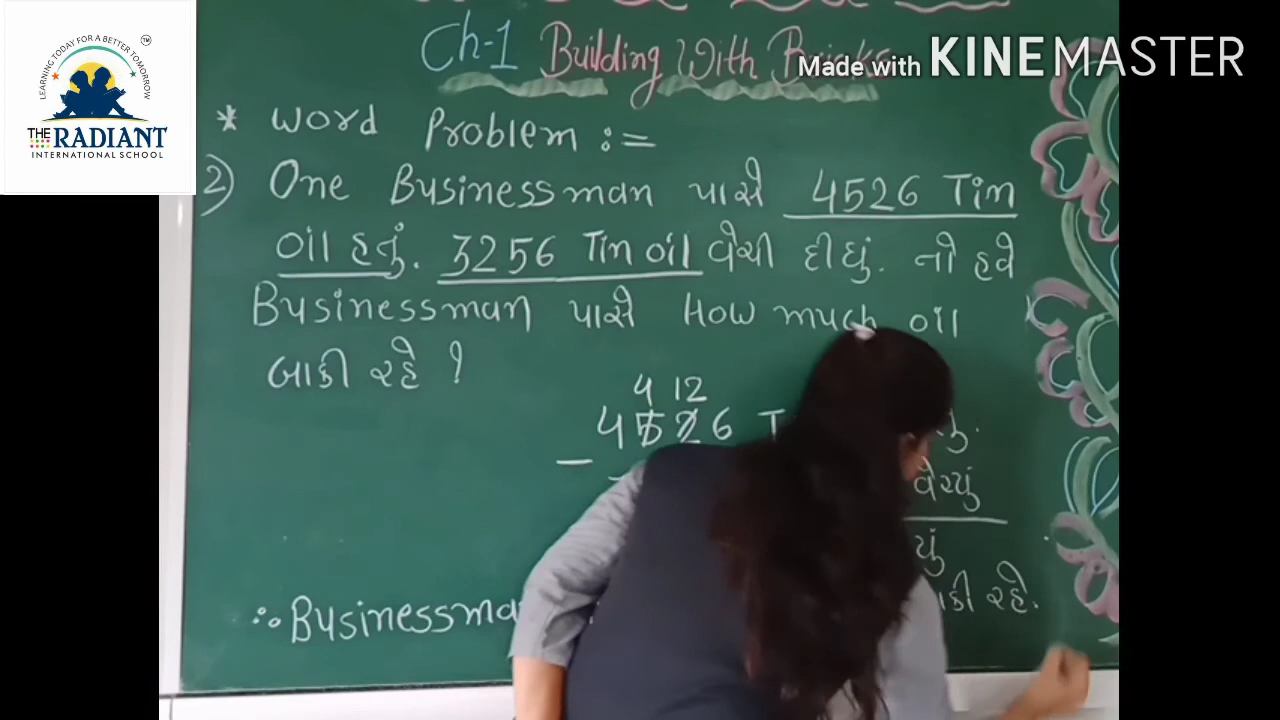 LEARNING TODAY FOR A BETTER TOMORROW
TM
THE RADIANT
INTERNATIONAL SCHOOL
Made with KINEMASTER
Ch-1 Building With Bricks
* Word Problem :=
2) One Businessman પાસે 4526 Tin
oil હતું. 3256 Tin oil વેચી દીધું. તો હવે
Businessman પાસે How much oil
બાકી રહે ?
4 12
4526
−
વેચ્યું
∴ Businessma
રહે.